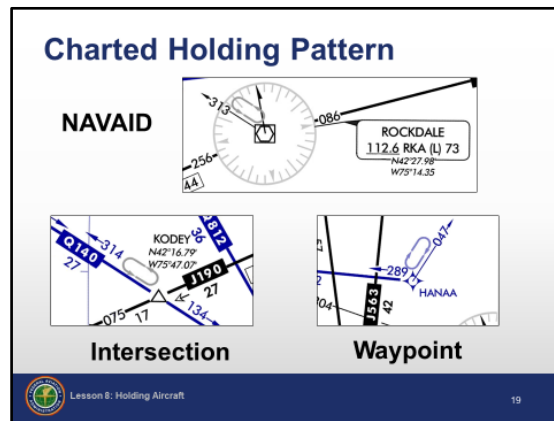 Charted Holding Pattern
NAVAID
313
086
ROCKDALE
112.6 RKA (L) 73
N42°27.98
W75°14.35
256
44
Q140
314
27
KODEY
N42°16.79'
W75°47.07'
R812
36
J190
27
075
17
134
289
047
HANAA
J563
42
204
Intersection
Waypoint
Lesson 8: Holding Aircraft
19